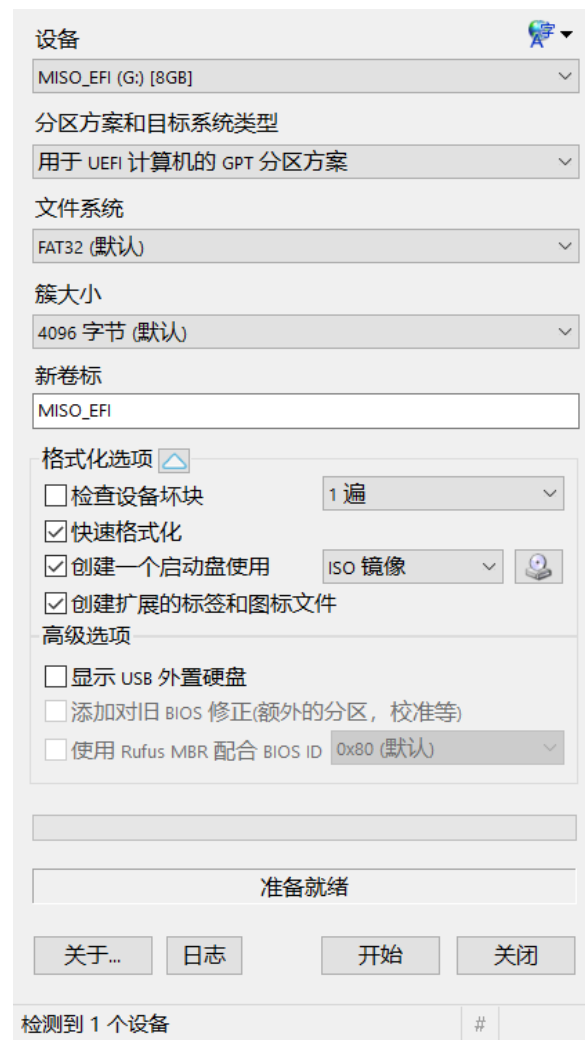 设备
MISO_EFI (G:) [8GB]
分区方案和目标系统类型
用于 UEFI 计算机的 GPT 分区方案
文件系统
FAT32 (默认)
簇大小
4096 字节 (默认)
新卷标
MISO_EFI
格式化选项
检查设备坏块 1 遍
快速格式化
创建一个启动盘使用 ISO 镜像
创建扩展的标签和图标文件
高级选项
显示 USB 外置硬盘
添加对旧 BIOS 修正(额外的分区，校准等)
使用 Rufus MBR 配合 BIOS ID 0x80 (默认)
准备就绪
关于... 日志 开始 关闭
检测到 1 个设备 #